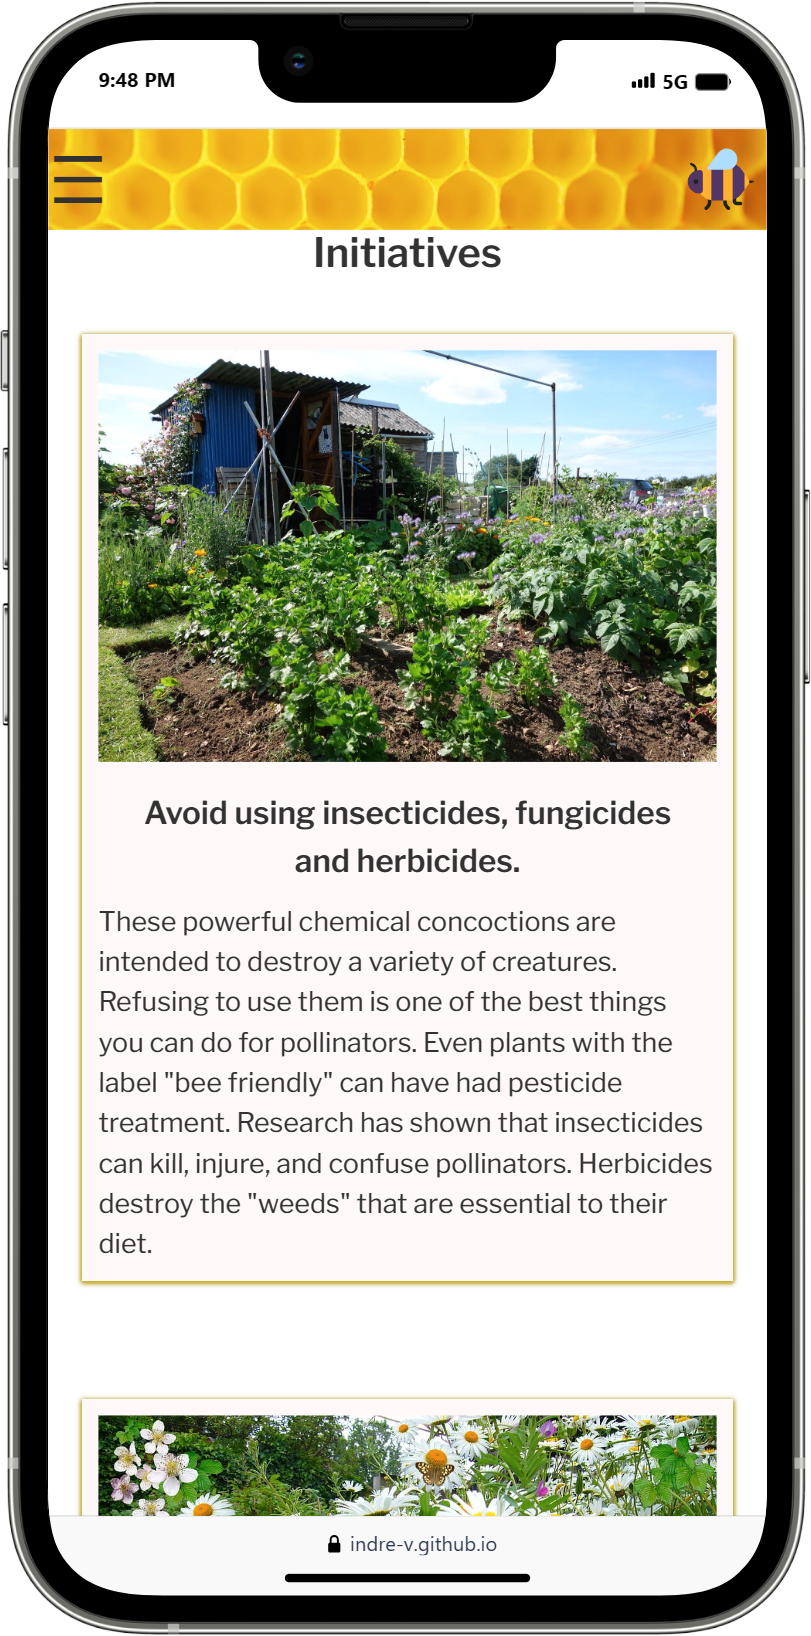 9:48 PM
5G
Initiatives
Avoid using insecticides, fungicides
and herbicides.
These powerful chemical concoctions are
intended to destroy a variety of creatures.
Refusing to use them is one of the best things
you can do for pollinators. Even plants with the
label "bee friendly" can have had pesticide
treatment. Research has shown that insecticides
can kill, injure, and confuse pollinators. Herbicides
destroy the "weeds" that are essential to their
diet.
indre-v.github.io